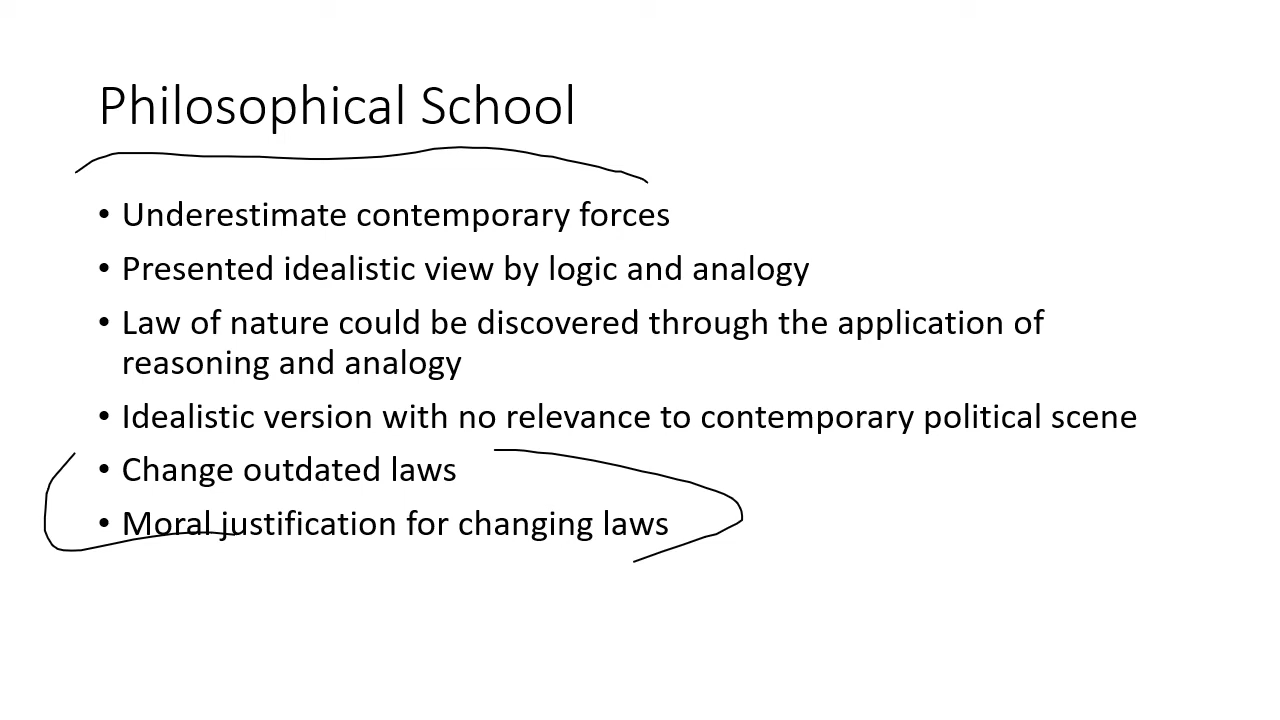 Philosophical School
• Underestimate contemporary forces
• Presented idealistic view by logic and analogy
• Law of nature could be discovered through the application of
reasoning and analogy
• Idealistic version with no relevance to contemporary political scene
• Change outdated laws
• Moral justification for changing laws